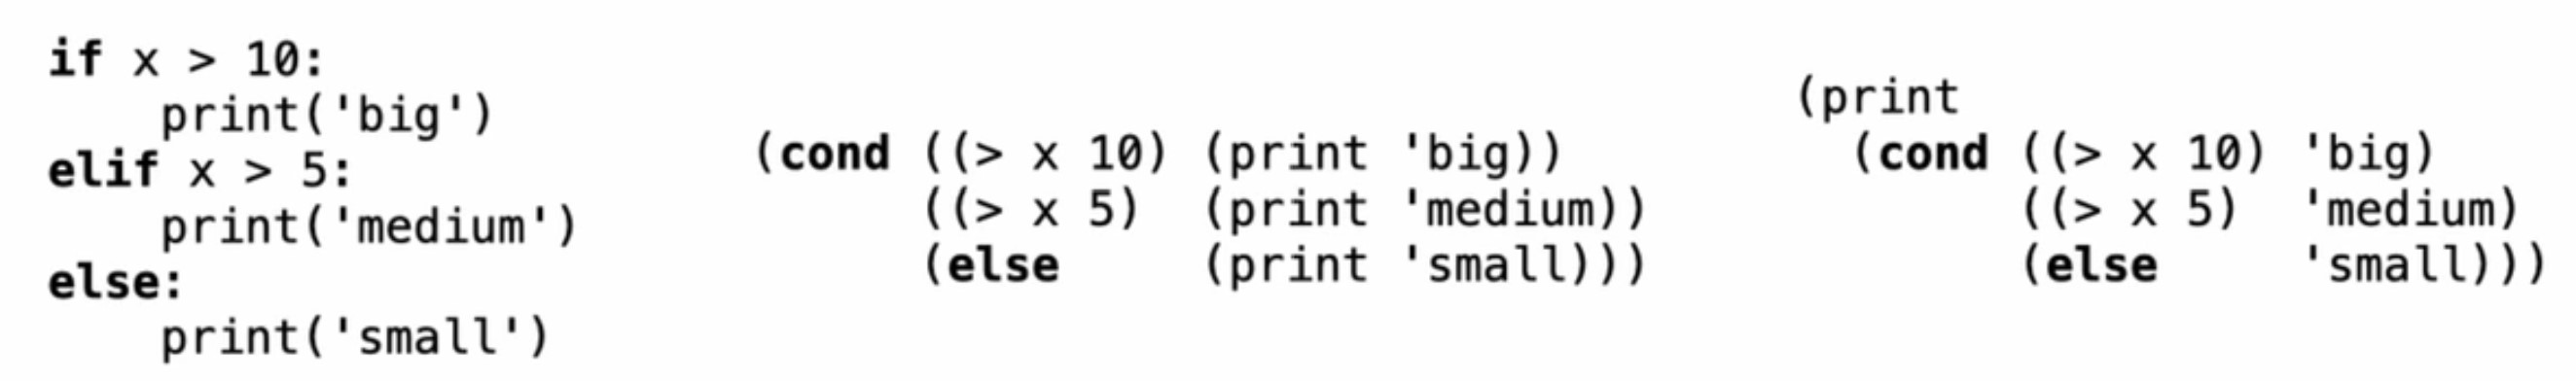 if x > 10:
    print('big')
elif x > 5:
    print('medium')
else:
    print('small')
(cond ((> x 10) (print 'big))
      ((> x 5)  (print 'medium))
      (else     (print 'small)))
(print
  (cond ((> x 10) 'big)
        ((> x 5)  'medium)
        (else     'small)))